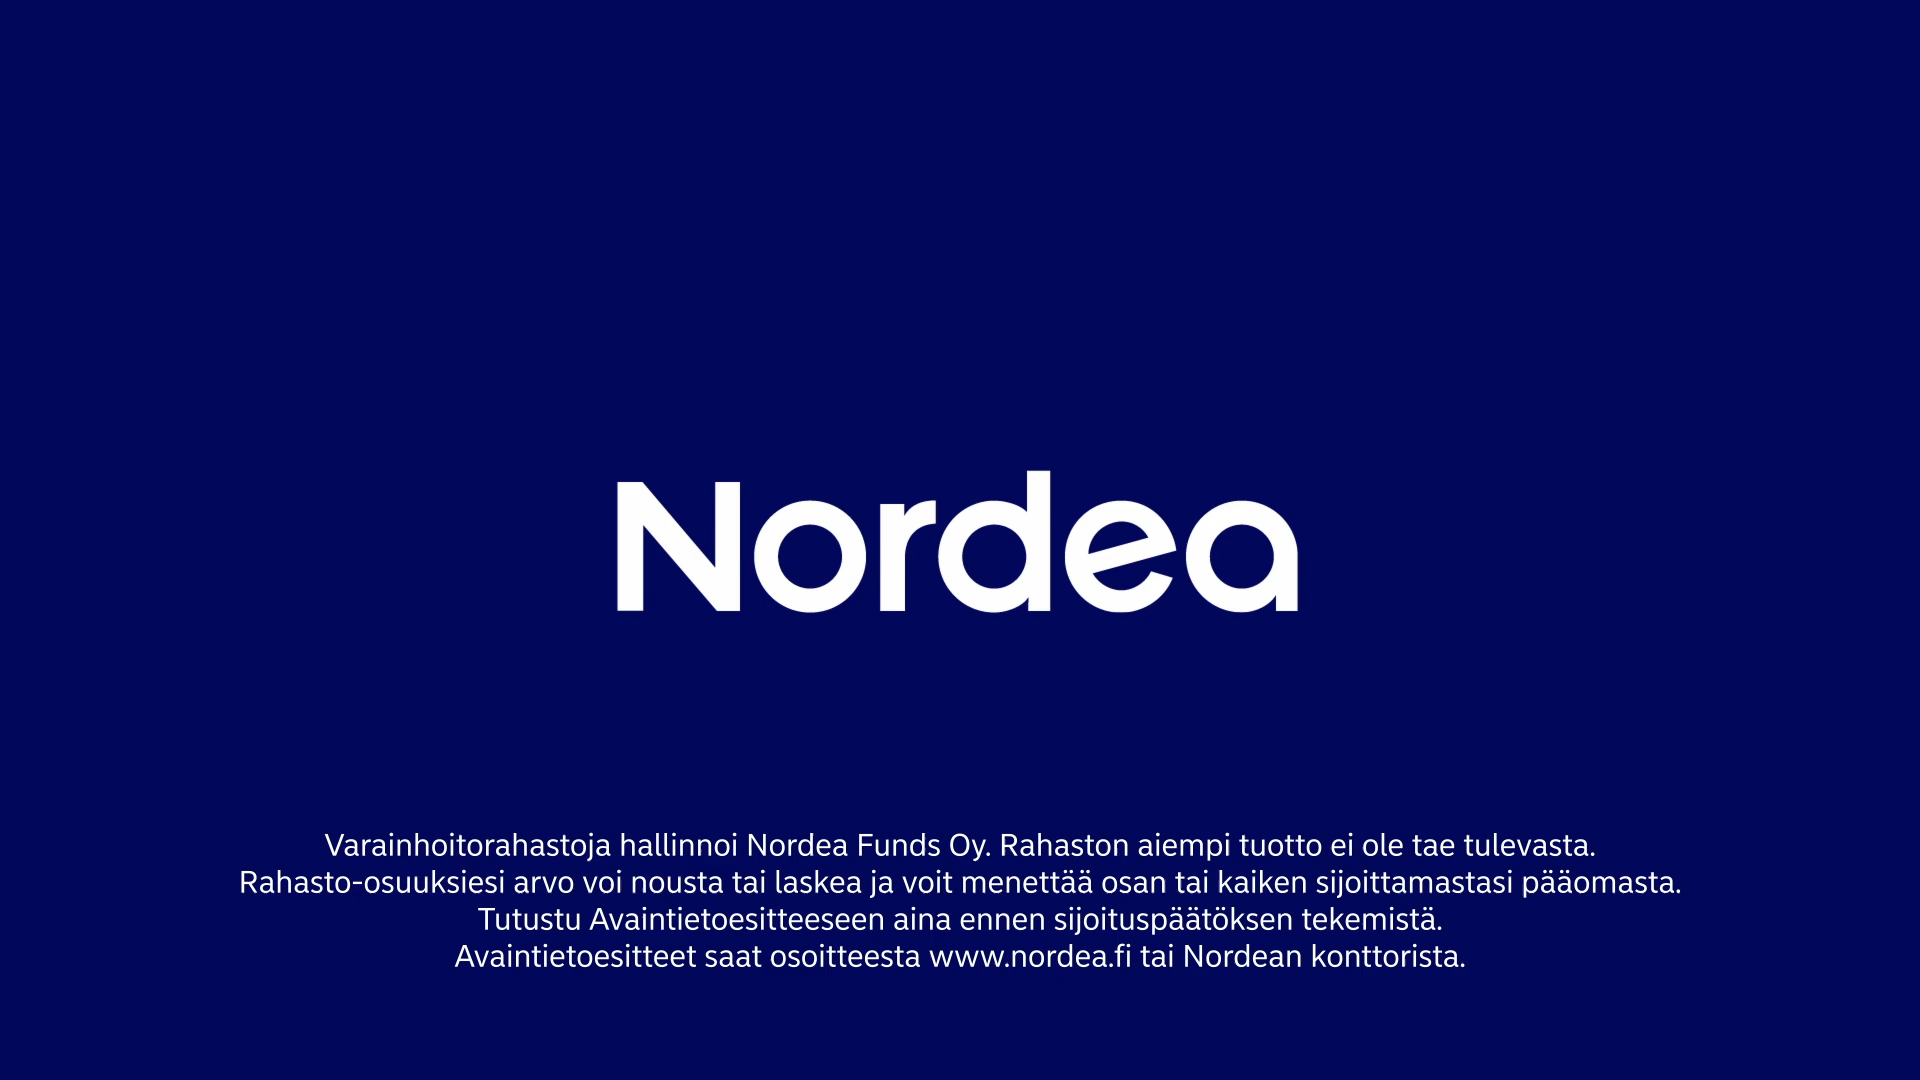 Nordea
Varainhoitorahastoja hallinnoi Nordea Funds Oy. Rahaston aiempi tuotto ei ole tae tulevasta.
Rahasto-osuuksiesi arvo voi nousta tai laskea ja voit menettää osan tai kaiken sijoittamastasi pääomasta.
Tutustu Avaintietoesitteeseen aina ennen sijoituspäätöksen tekemistä.
Avaintietoesitteet saat osoitteesta www.nordea.fi tai Nordean konttorista.